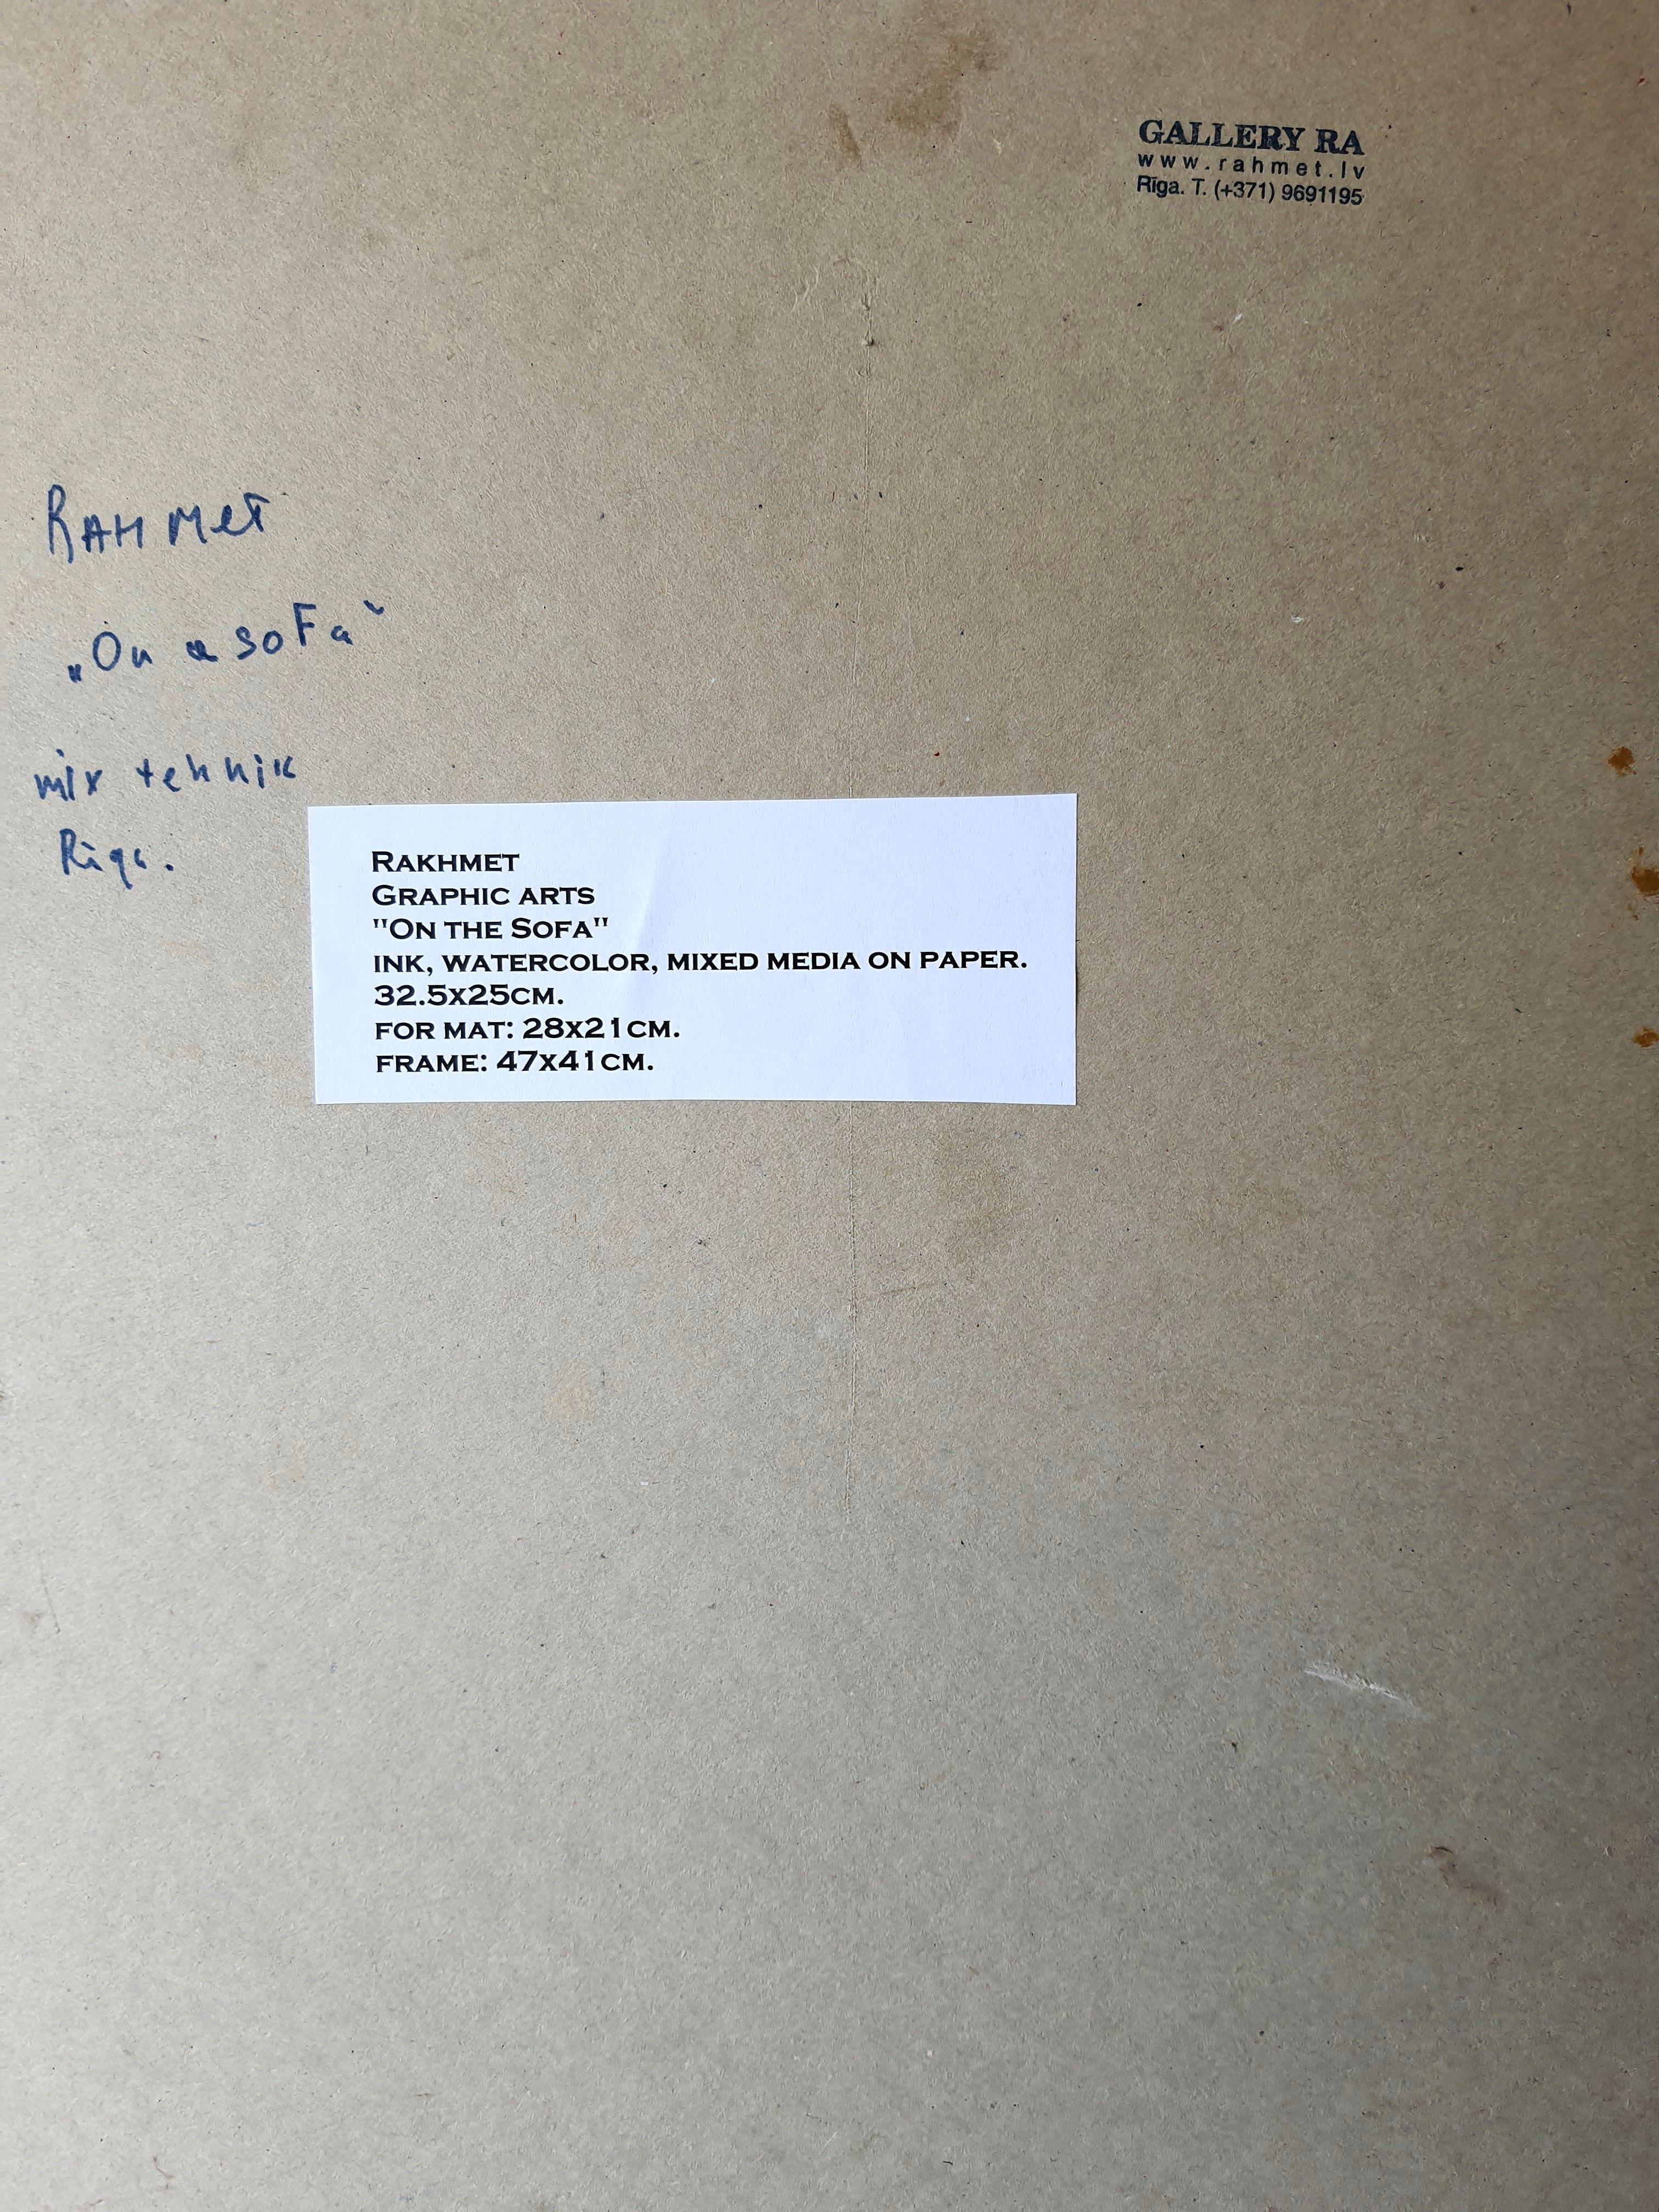 GALLERY RA
www.rahmet.lv
Rīga. T. (+371) 9691195
RAHMET
„On a soFa“
mix tehnik
Riga.
RAKHMET
GRAPHIC ARTS
"ON THE SOFA"
INK, WATERCOLOR, MIXED MEDIA ON PAPER.
32.5X25CM.
FOR MAT: 28X21CM.
FRAME: 47X41CM.